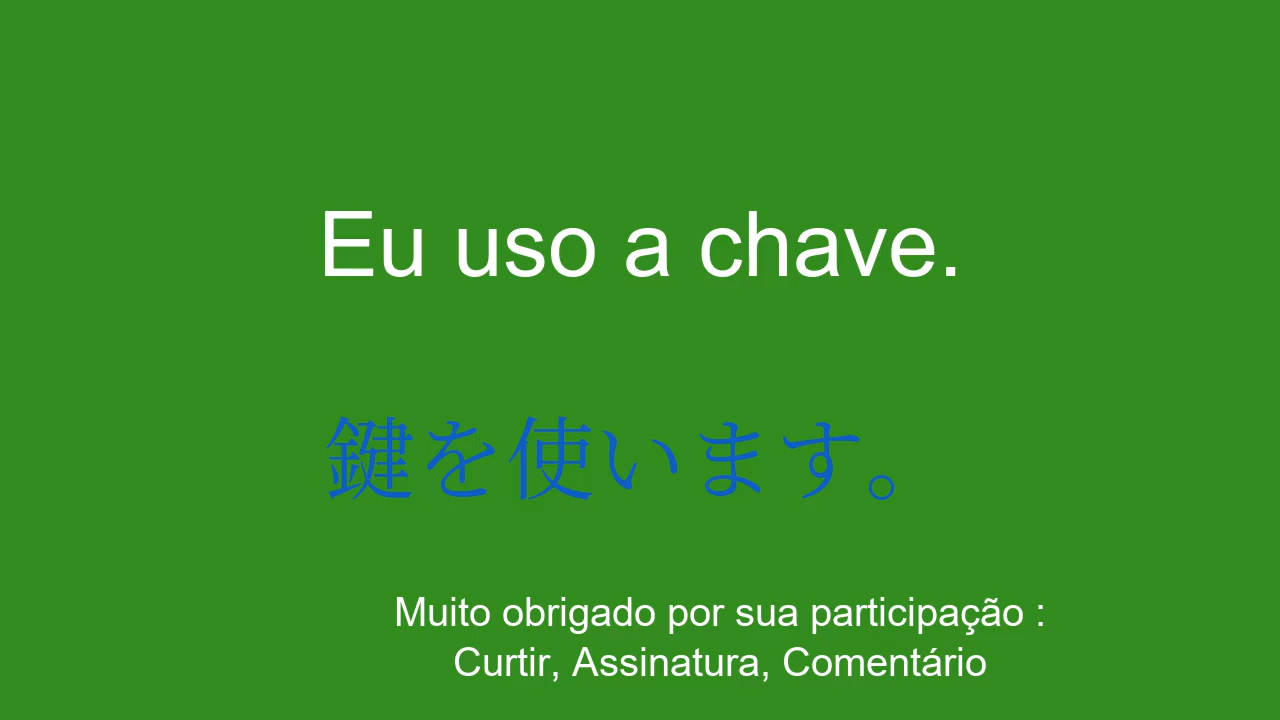 Eu uso a chave.
鍵を使います。
Muito obrigado por sua participação :
Curtir, Assinatura, Comentário